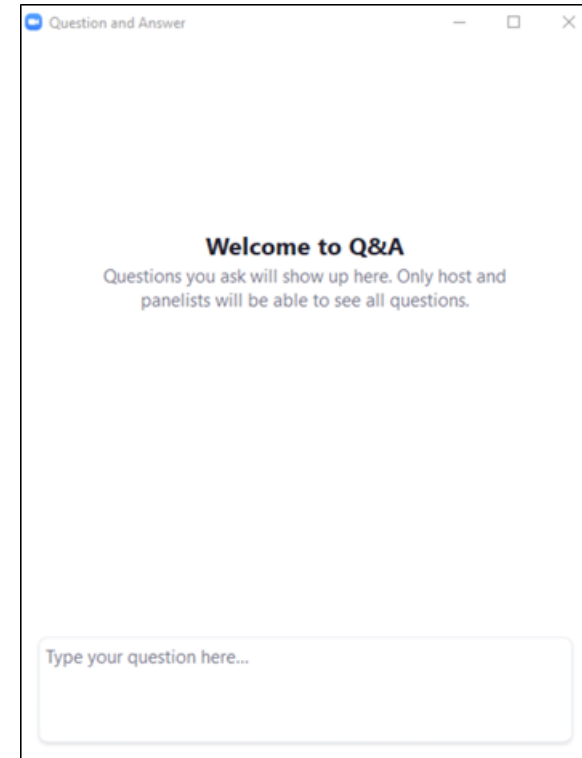 Question and Answer
Welcome to Q&A
Questions you ask will show up here. Only host and
panelists will be able to see all questions.
Type your question here...